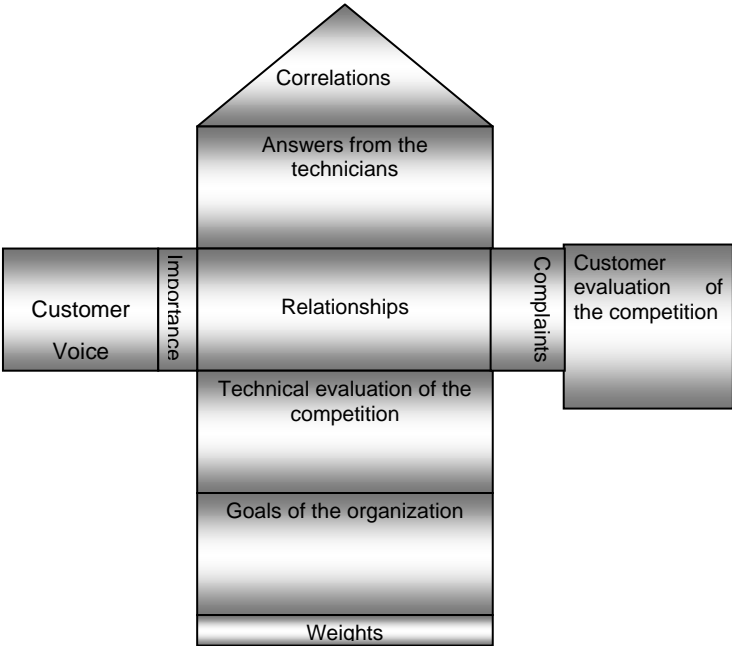 Correlations
Answers from the
technicians
Customer
Voice
Importance
Relationships
Complaints
Customer
evaluation of
the competition
Technical evaluation of the
competition
Goals of the organization
Weights